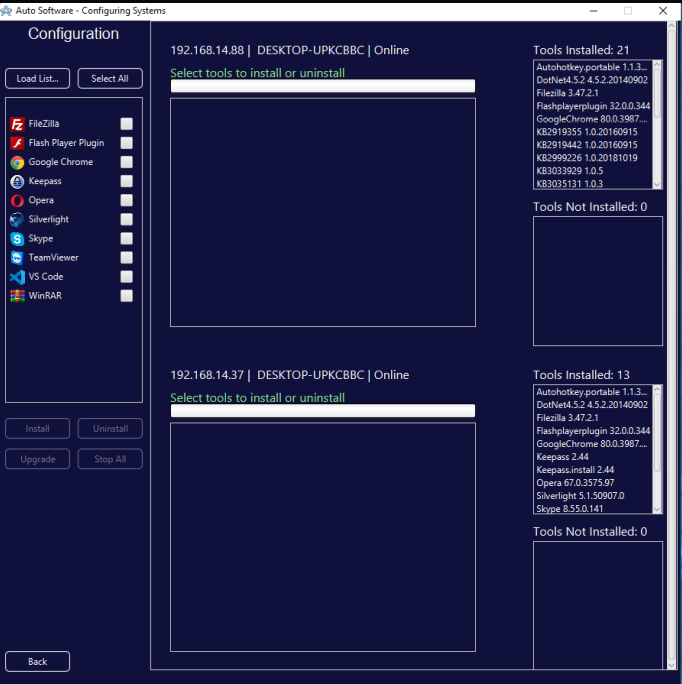 Auto Software - Configuring Systems
Configuration
Load List...
Select All
FileZilla
Flash Player Plugin
Google Chrome
Keepass
Opera
Silverlight
Skype
TeamViewer
VS Code
WinRAR
Install
Uninstall
Upgrade
Stop All
Back
192.168.14.88 | DESKTOP-UPKCBBC | Online
Select tools to install or uninstall
Tools Installed: 21
Autohotkey.portable 1.1.3...
DotNet4.5.2 4.5.2.20140902
Filezilla 3.47.2.1
Flashplayerplugin 32.0.0.344
GoogleChrome 80.0.3987....
KB2919355 1.0.20160915
KB2919442 1.0.20160915
KB2999226 1.0.20181019
KB3033929 1.0.5
KB3035131 1.0.3
Tools Not Installed: 0
192.168.14.37 | DESKTOP-UPKCBBC | Online
Select tools to install or uninstall
Tools Installed: 13
Autohotkey.portable 1.1.3...
DotNet4.5.2 4.5.2.20140902
Filezilla 3.47.2.1
Flashplayerplugin 32.0.0.344
GoogleChrome 80.0.3987....
Keepass 2.44
Keepass.install 2.44
Opera 67.0.3575.97
Silverlight 5.1.50907.0
Skype 8.55.0.141
Tools Not Installed: 0